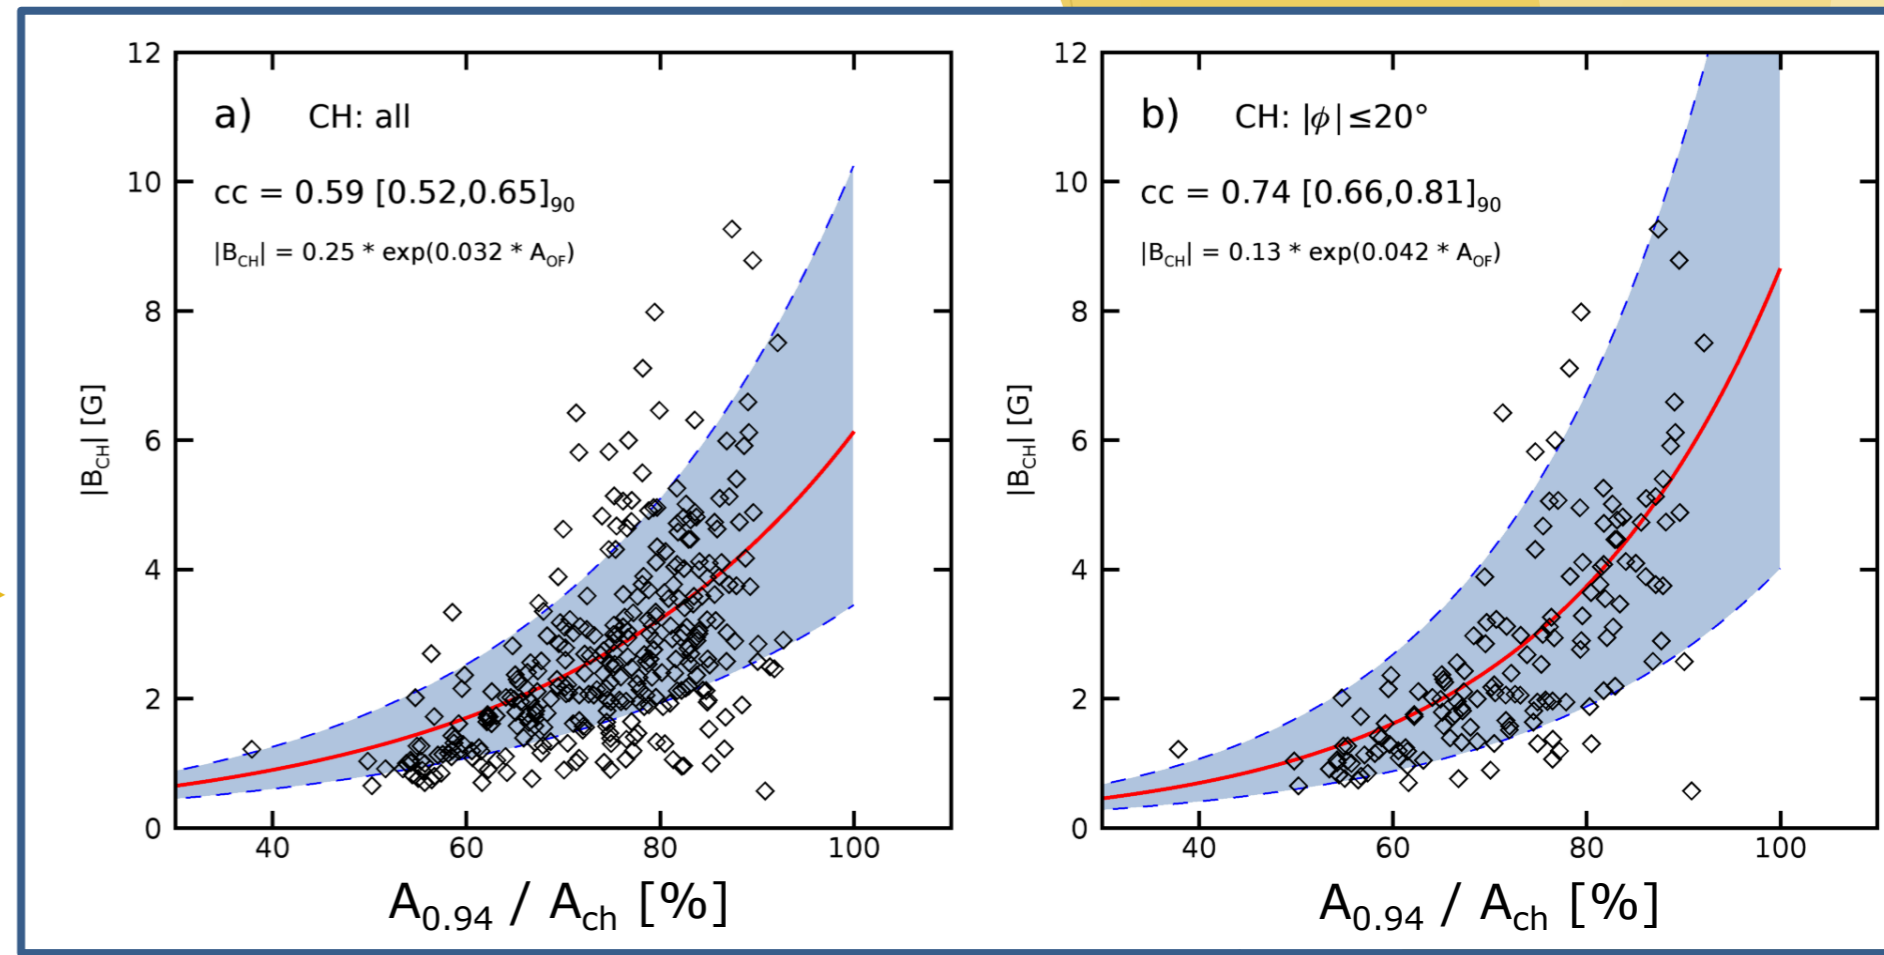 a) CH: all
cc = 0.59 [0.52,0.65]90
|BCH| = 0.25 * exp(0.032 * AOF)
12
10
8
6
4
2
0
|BCH| [G]
40 60 80 100
A0.94 / Ach [%]
b) CH: |ϕ|≤20°
cc = 0.74 [0.66,0.81]90
|BCH| = 0.13 * exp(0.042 * AOF)
12
10
8
6
4
2
0
|BCH| [G]
40 60 80 100
A0.94 / Ach [%]